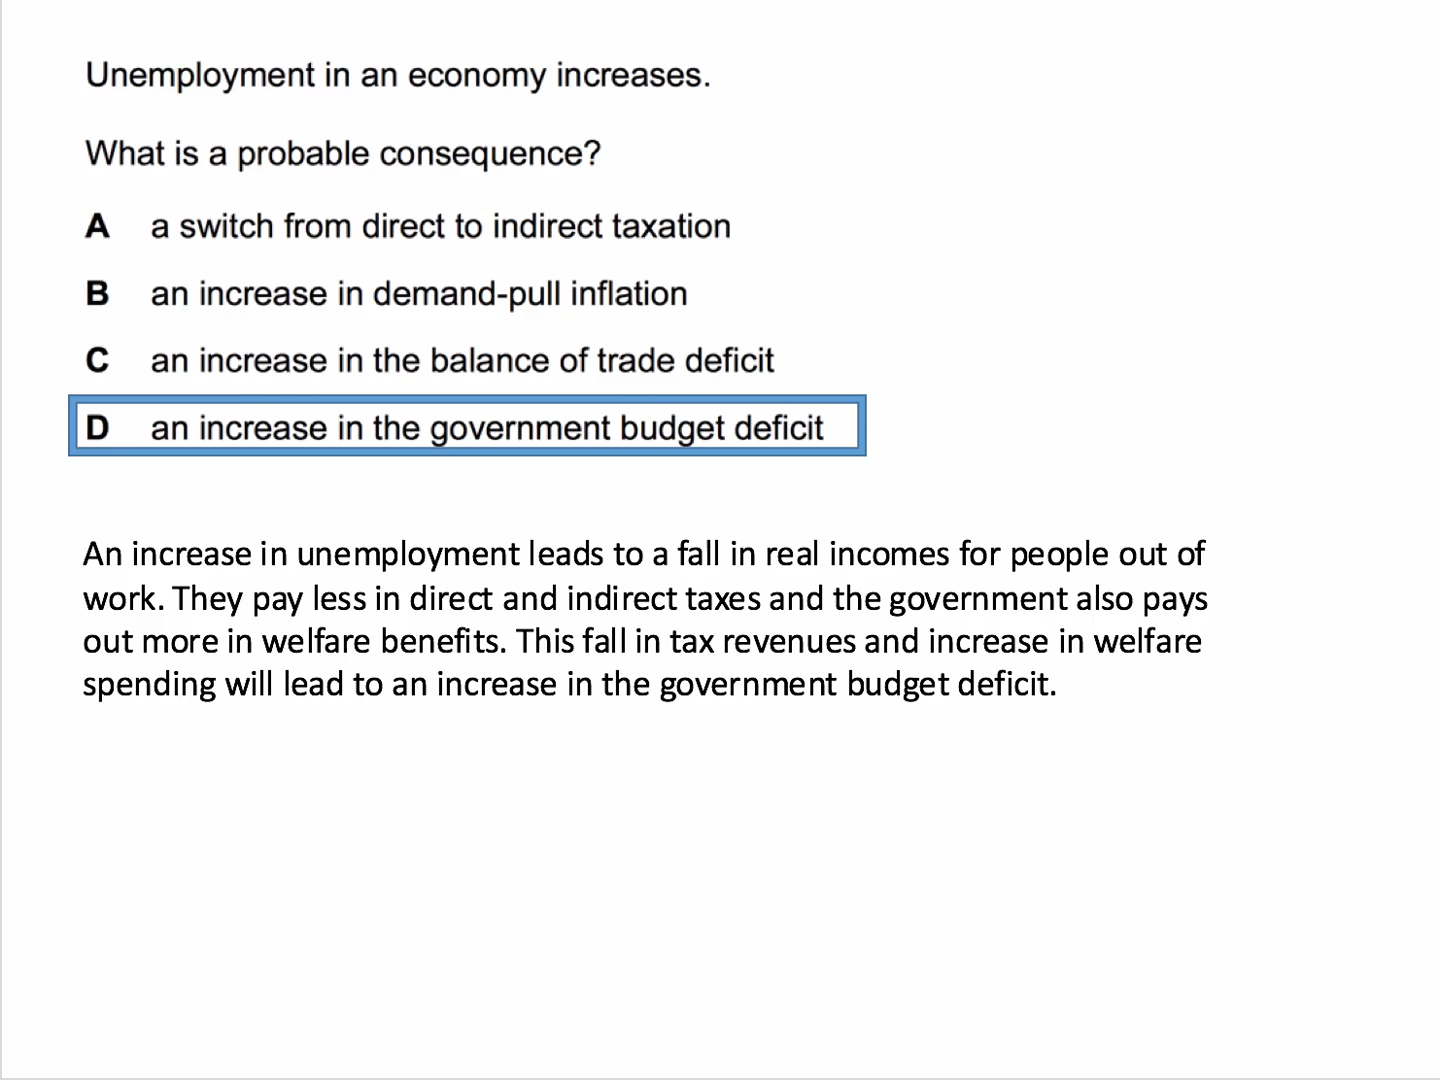 Unemployment in an economy increases.
What is a probable consequence?
A a switch from direct to indirect taxation
B an increase in demand-pull inflation
C an increase in the balance of trade deficit
D an increase in the government budget deficit
An increase in unemployment leads to a fall in real incomes for people out of
work. They pay less in direct and indirect taxes and the government also pays
out more in welfare benefits. This fall in tax revenues and increase in welfare
spending will lead to an increase in the government budget deficit.